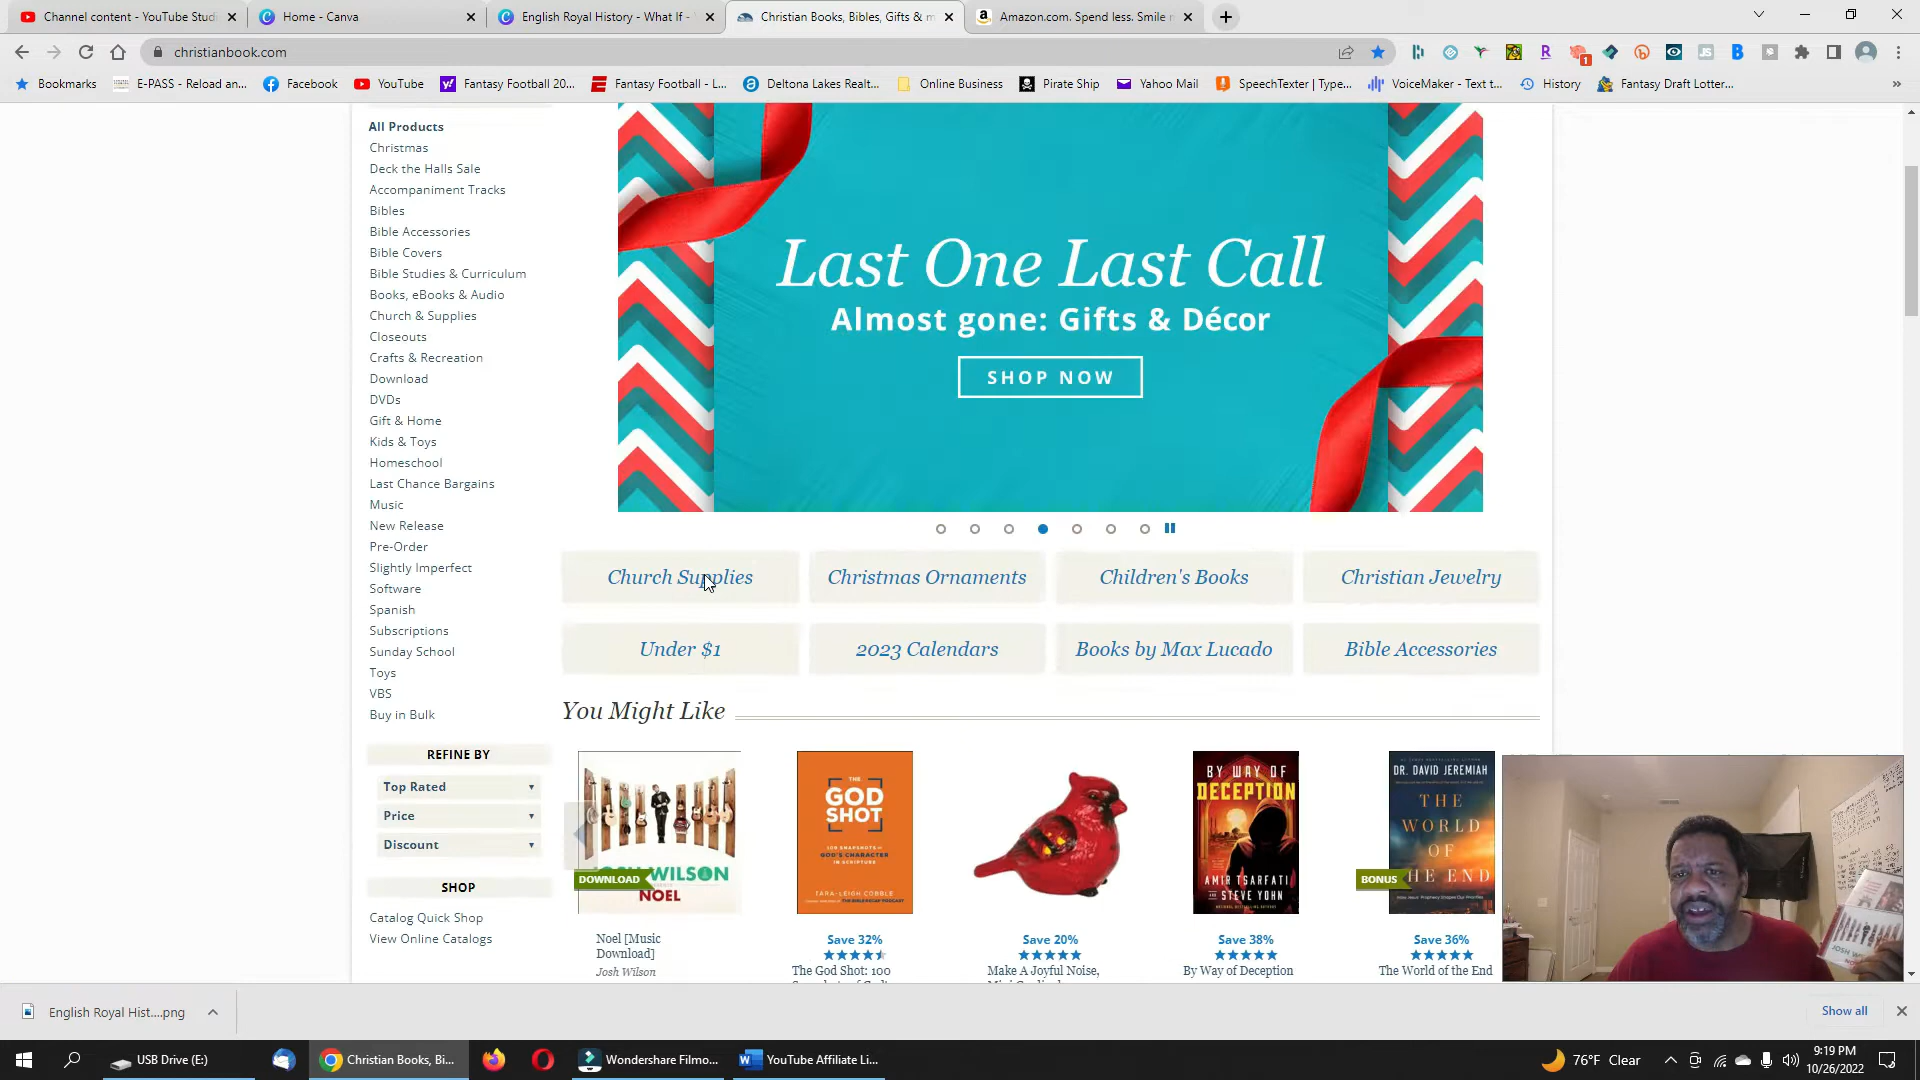 Channel content - YouTube Studi
Home - Canva
English Royal History - What If -
Christian Books, Bibles, Gifts & m
Amazon.com. Spend less. Smile
christianbook.com
Bookmarks
E-PASS - Reload an...
Facebook
YouTube
Fantasy Football 20...
Fantasy Football - L...
Deltona Lakes Realt...
Online Business
Pirate Ship
Yahoo Mail
SpeechTexter | Type...
VoiceMaker - Text t...
History
Fantasy Draft Lotter...
All Products
Christmas
Deck the Halls Sale
Accompaniment Tracks
Bibles
Bible Accessories
Bible Covers
Bible Studies & Curriculum
Books, eBooks & Audio
Church & Supplies
Closeouts
Crafts & Recreation
Download
DVDs
Gift & Home
Kids & Toys
Homeschool
Last Chance Bargains
Music
New Release
Pre-Order
Slightly Imperfect
Software
Spanish
Subscriptions
Sunday School
Toys
VBS
Buy in Bulk
REFINE BY
Top Rated
Price
Discount
SHOP
Catalog Quick Shop
View Online Catalogs
Last One Last Call
Almost gone: Gifts & Décor
SHOP NOW
Church Supplies
Christmas Ornaments
Children's Books
Christian Jewelry
Under $1
2023 Calendars
Books by Max Lucado
Bible Accessories
You Might Like
DOWNLOAD
WILSON
NOEL
Noel [Music
Download]
Josh Wilson
THE
GOD
SHOT
TARA-LEIGH COBBLE
Save 32%
The God Shot: 100
Save 20%
Make A Joyful Noise,
BY WAY OF
DECEPTION
AMIR TSARFATI
AND STEVE YOHN
Save 38%
By Way of Deception
DR. DAVID JEREMIAH
THE
WORLD
OF
HE END
BONUS
Save 36%
The World of the End
English Royal Hist....png
Show all
USB Drive (E:)
Christian Books, Bi...
Wondershare Filmo...
YouTube Affiliate Li...
76°F Clear
9:19 PM
10/26/2022